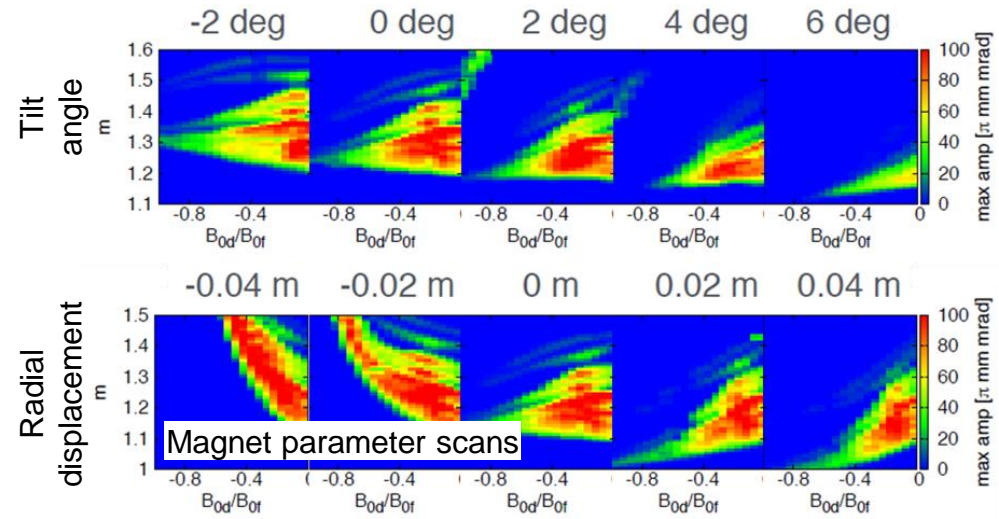 -2 deg 0 deg 2 deg 4 deg 6 deg
Tilt
angle
m
1.6
1.5
1.4
1.3
1.2
1.1
-0.8 -0.4 -0.8 -0.4 -0.8 -0.4 -0.8 -0.4 -0.8 -0.4 0
B0d/B0f B0d/B0f B0d/B0f B0d/B0f B0d/B0f
100
80
60
40
20
0
max amp [π mm mrad]
-0.04 m -0.02 m 0 m 0.02 m 0.04 m
Radial
displacement
m
1.5
1.4
1.3
1.2
1.1
1
Magnet parameter scans
-0.8 -0.4 -0.8 -0.4 -0.8 -0.4 -0.8 -0.4 -0.8 -0.4 0
B0d/B0f B0d/B0f B0d/B0f B0d/B0f B0d/B0f
100
80
60
40
20
0
max amp [π mm mrad]